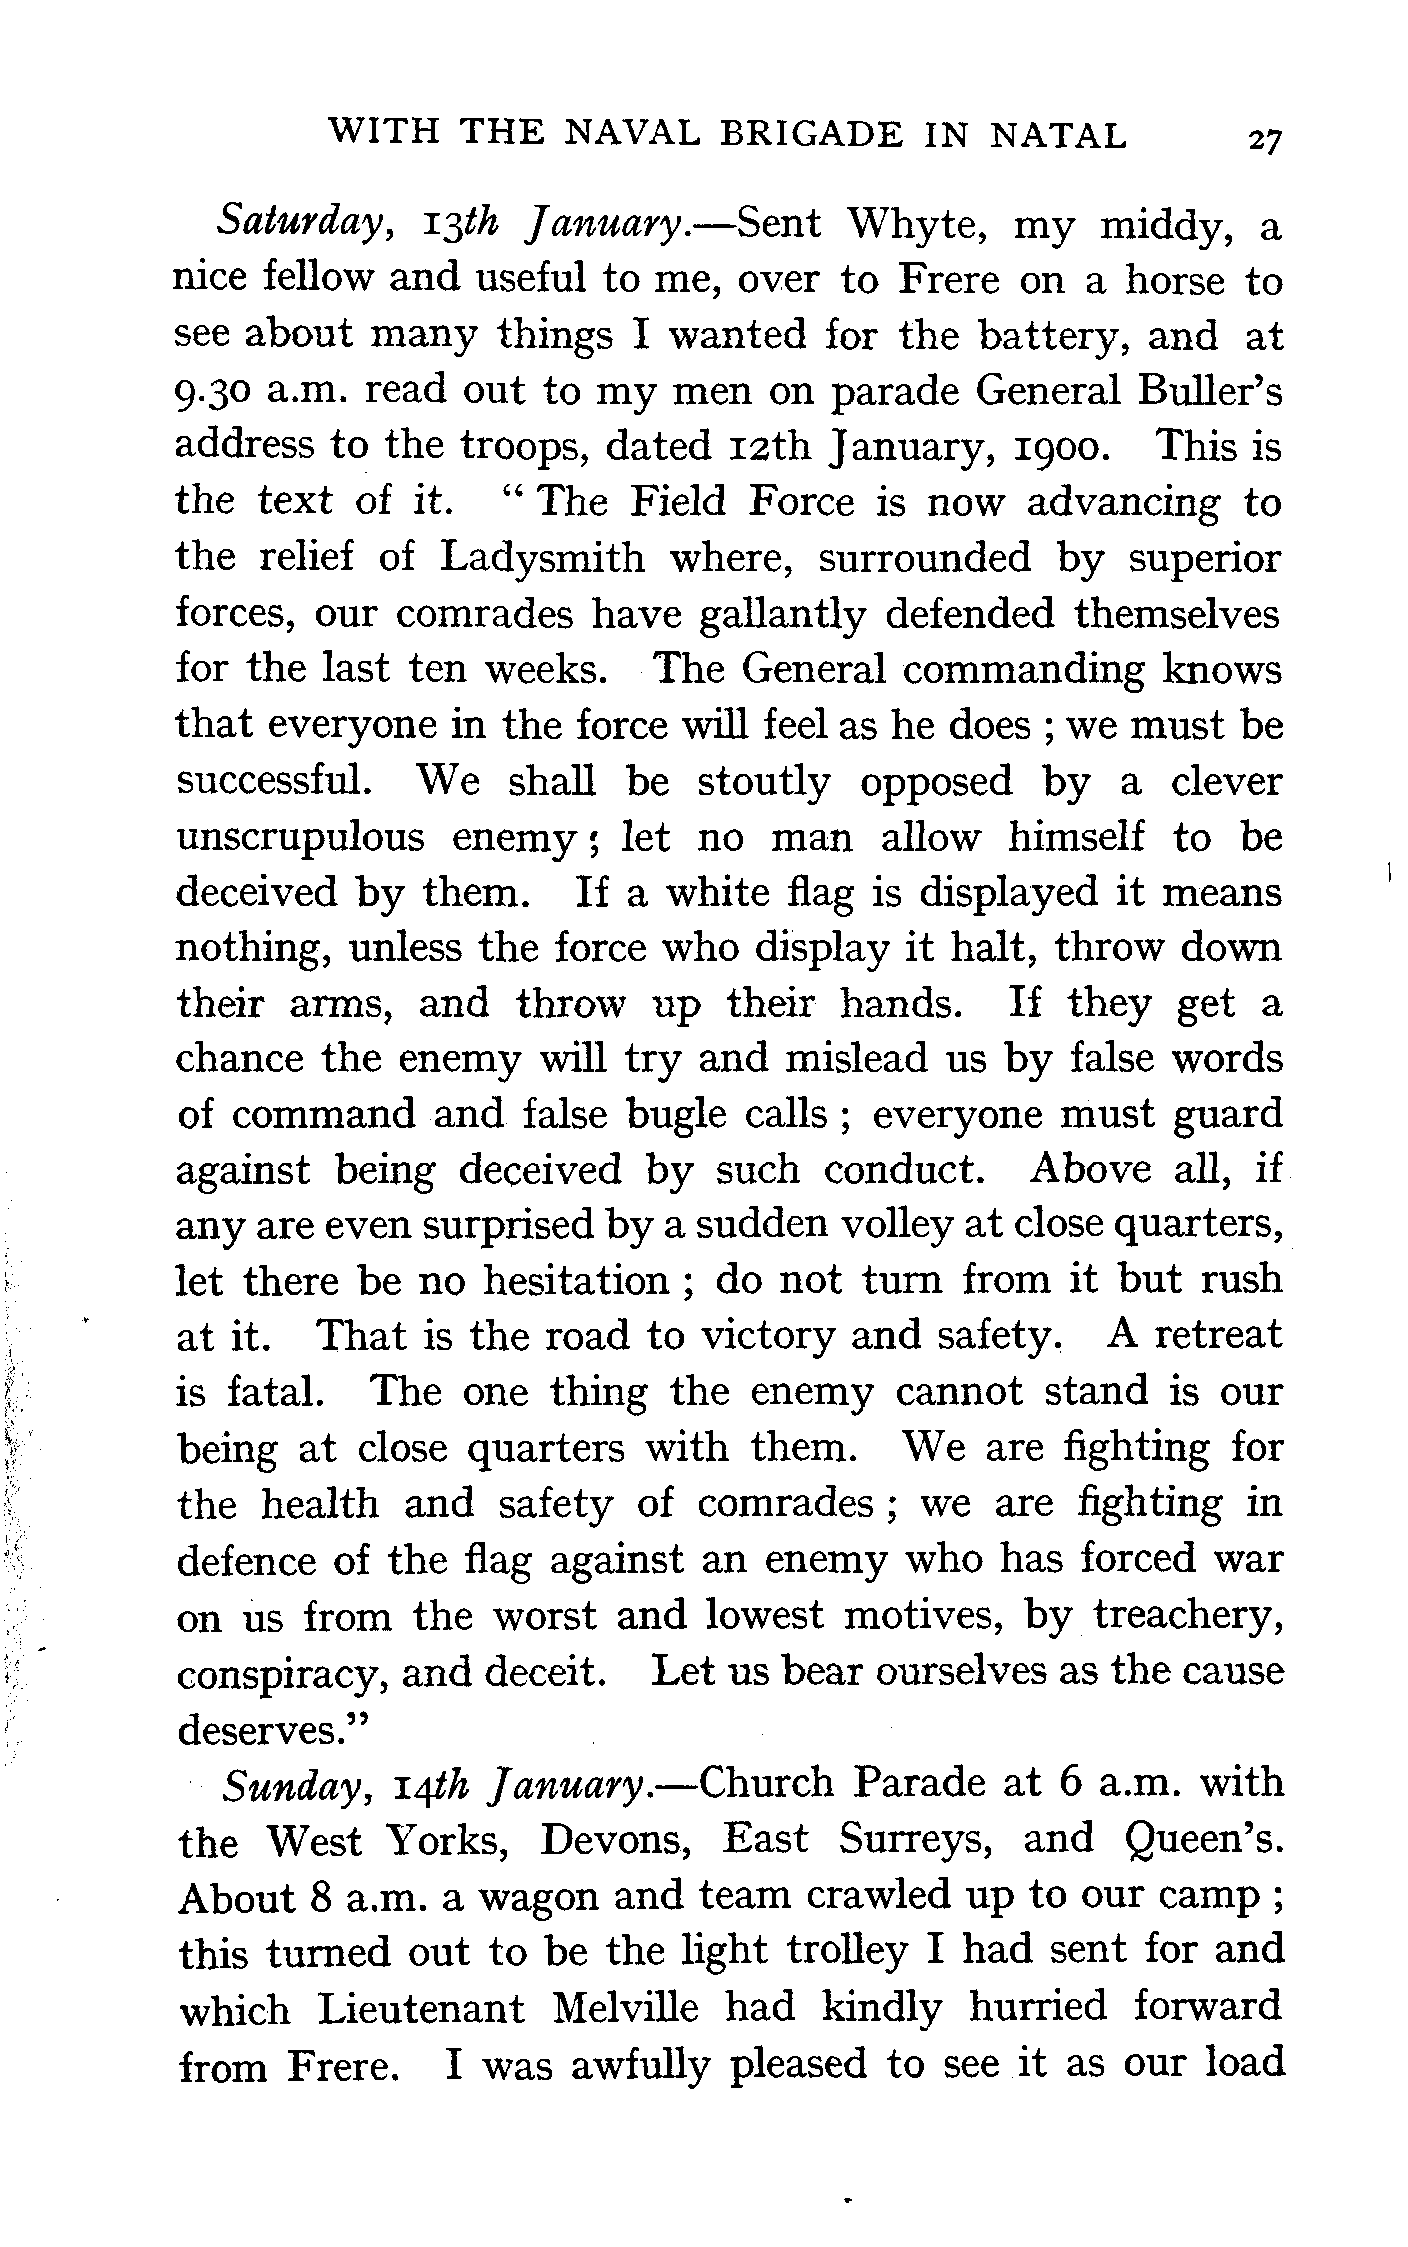 WITH THE NAVAL BRIGADE IN NATAL 27
Saturday, 13th January.—Sent Whyte, my middy, a
nice fellow and useful to me, over to Frere on a horse to
see about many things I wanted for the battery, and at
9.30 a.m. read out to my men on parade General Buller's
address to the troops, dated 12th January, 1900. This is
the text of it. “ The Field Force is now advancing to
the relief of Ladysmith where, surrounded by superior
forces, our comrades have gallantly defended themselves
for the last ten weeks. The General commanding knows
that everyone in the force will feel as he does ; we must be
successful. We shall be stoutly opposed by a clever
unscrupulous enemy ; let no man allow himself to be
deceived by them. If a white flag is displayed it means
nothing, unless the force who display it halt, throw down
their arms, and throw up their hands. If they get a
chance the enemy will try and mislead us by false words
of command and false bugle calls ; everyone must guard
against being deceived by such conduct. Above all, if
any are even surprised by a sudden volley at close quarters,
let there be no hesitation ; do not turn from it but rush
at it. That is the road to victory and safety. A retreat
is fatal. The one thing the enemy cannot stand is our
being at close quarters with them. We are fighting for
the health and safety of comrades ; we are fighting in
defence of the flag against an enemy who has forced war
on us from the worst and lowest motives, by treachery,
conspiracy, and deceit. Let us bear ourselves as the cause
deserves.”
Sunday, 14th January.—Church Parade at 6 a.m. with
the West Yorks, Devons, East Surreys, and Queen's.
About 8 a.m. a wagon and team crawled up to our camp ;
this turned out to be the light trolley I had sent for and
which Lieutenant Melville had kindly hurried forward
from Frere. I was awfully pleased to see it as our load